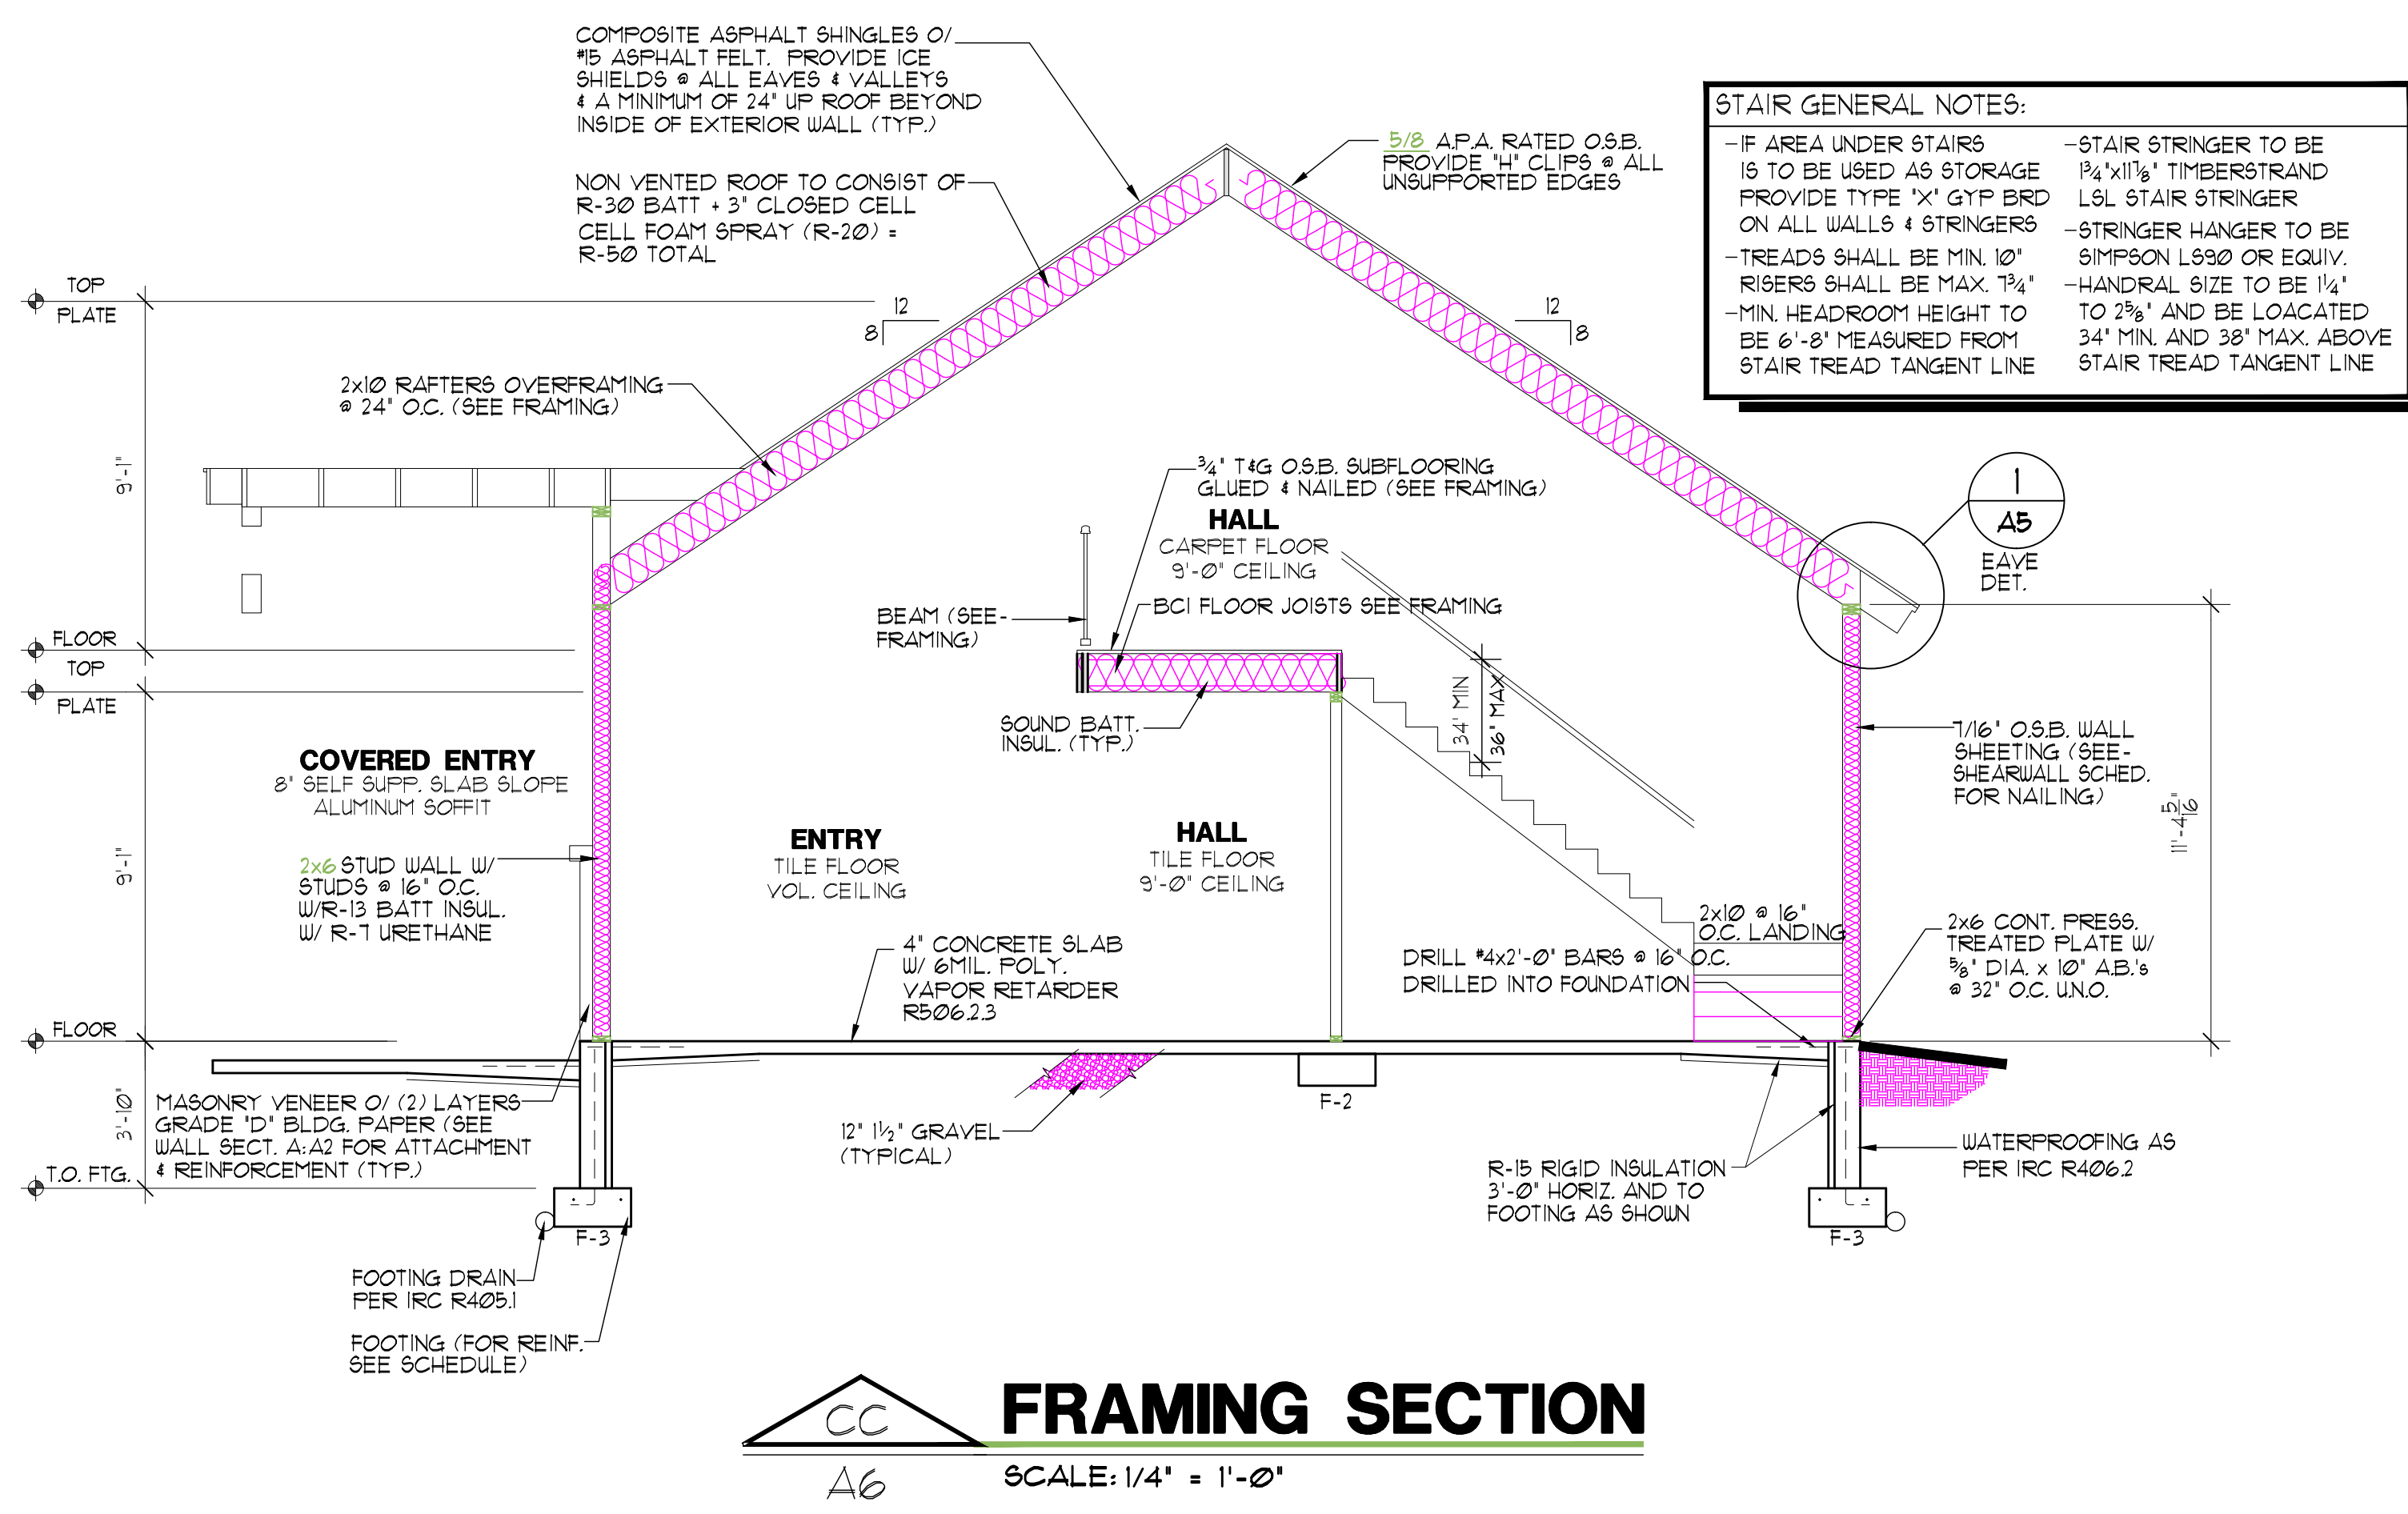 COMPOSITE ASPHALT SHINGLES O/
#15 ASPHALT FELT. PROVIDE ICE
SHIELDS @ ALL EAVES & VALLEYS
& A MINIMUM OF 24" UP ROOF BEYOND
INSIDE OF EXTERIOR WALL (TYP.)
NON VENTED ROOF TO CONSIST OF
R-30 BATT + 3" CLOSED CELL
CELL FOAM SPRAY (R-20) =
R-50 TOTAL
5/8 A.P.A. RATED O.S.B.
PROVIDE "H" CLIPS @ ALL
UNSUPPORTED EDGES
STAIR GENERAL NOTES:
-IF AREA UNDER STAIRS
IS TO BE USED AS STORAGE
PROVIDE TYPE "X" GYP BRD
ON ALL WALLS & STRINGERS
-TREADS SHALL BE MIN. 10"
RISERS SHALL BE MAX. 7¾"
-MIN. HEADROOM HEIGHT TO
BE 6'-8" MEASURED FROM
STAIR TREAD TANGENT LINE
-STAIR STRINGER TO BE
1¾"x11⅞" TIMBERSTRAND
LSL STAIR STRINGER
-STRINGER HANGER TO BE
SIMPSON LS90 OR EQUIV.
-HANDRAL SIZE TO BE 1¼"
TO 2⅝" AND BE LOACATED
34" MIN. AND 38" MAX. ABOVE
STAIR TREAD TANGENT LINE
TOP
PLATE
12
8
12
8
2x10 RAFTERS OVERFRAMING
@ 24" O.C. (SEE FRAMING)
9'-1"
¾" T&G O.S.B. SUBFLOORING
GLUED & NAILED (SEE FRAMING)
HALL
CARPET FLOOR
9'-0" CEILING
BCI FLOOR JOISTS SEE FRAMING
1
A5
EAVE
DET.
BEAM (SEE-
FRAMING)
FLOOR
TOP
PLATE
SOUND BATT.
INSUL. (TYP.)
34' MIN
36" MAX
7/16" O.S.B. WALL
SHEETING (SEE-
SHEARWALL SCHED.
FOR NAILING)
11'-4 5/16"
COVERED ENTRY
8" SELF SUPP. SLAB SLOPE
ALUMINUM SOFFIT
2x6 STUD WALL W/
STUDS @ 16" O.C.
W/R-13 BATT INSUL.
W/ R-7 URETHANE
9'-1"
ENTRY
TILE FLOOR
VOL. CEILING
HALL
TILE FLOOR
9'-0" CEILING
4" CONCRETE SLAB
W/ 6MIL. POLY.
VAPOR RETARDER
R506.2.3
2x10 @ 16"
O.C. LANDING
DRILL #4x2'-0" BARS @ 16" O.C.
DRILLED INTO FOUNDATION
2x6 CONT. PRESS.
TREATED PLATE W/
⅝" DIA. x 10" A.B.'s
@ 32" O.C. U.N.O.
FLOOR
3'-10"
MASONRY VENEER O/ (2) LAYERS
GRADE "D" BLDG. PAPER (SEE
WALL SECT. A:A2 FOR ATTACHMENT
& REINFORCEMENT (TYP.)
T.O. FTG.
F-2
12" 1½" GRAVEL
(TYPICAL)
R-15 RIGID INSULATION
3'-0" HORIZ. AND TO
FOOTING AS SHOWN
WATERPROOFING AS
PER IRC R406.2
F-3
F-3
FOOTING DRAIN
PER IRC R405.1
FOOTING (FOR REINF.
SEE SCHEDULE)
CC
A6
FRAMING SECTION
SCALE: 1/4" = 1'-0"